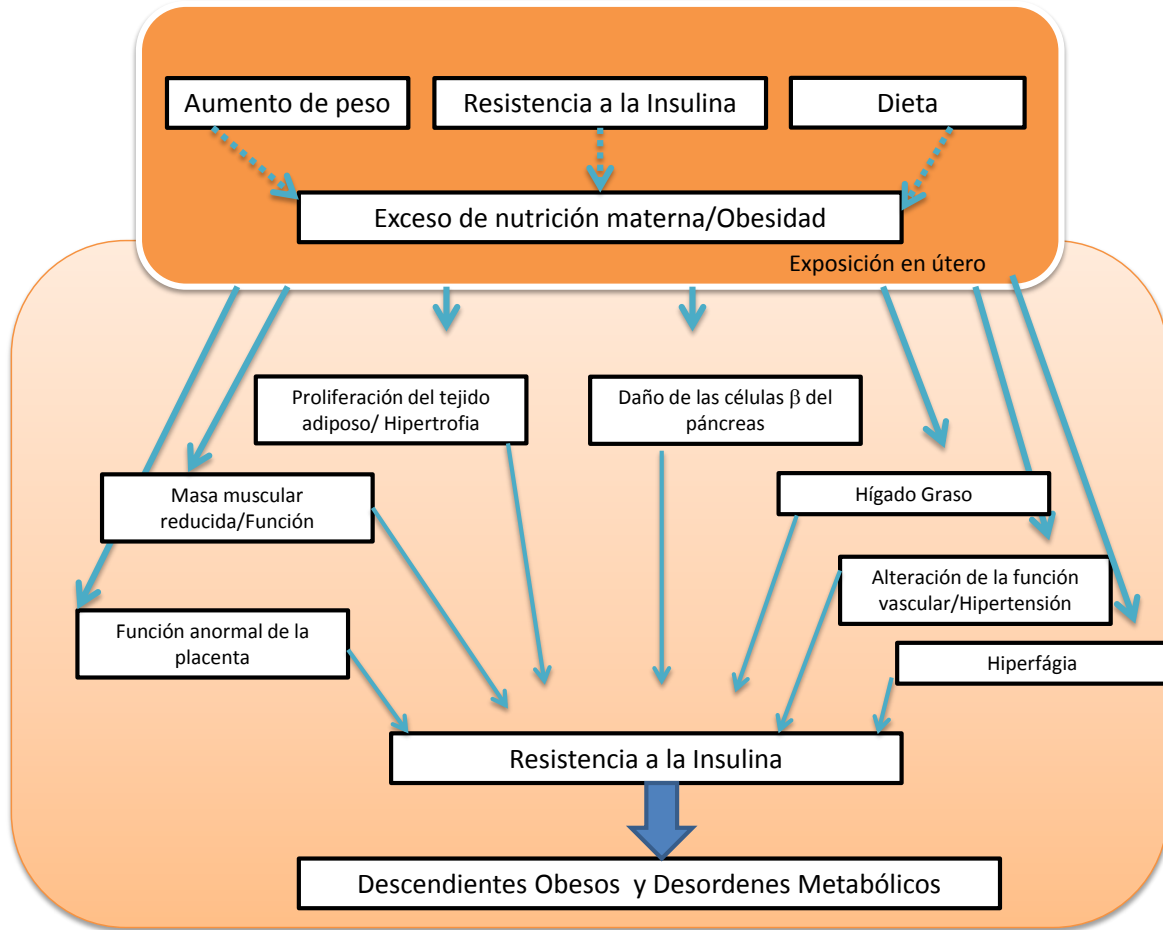 Aumento de peso
Resistencia a la Insulina
Dieta
Exceso de nutrición materna/Obesidad
Exposición en útero
Proliferación del tejido
adiposo/ Hipertrofia
Daño de las células β del
páncreas
Masa muscular
reducida/Función
Hígado Graso
Alteración de la función
vascular/Hipertensión
Función anormal de la
placenta
Hiperfágia
Resistencia a la Insulina
Descendientes Obesos y Desordenes Metabólicos